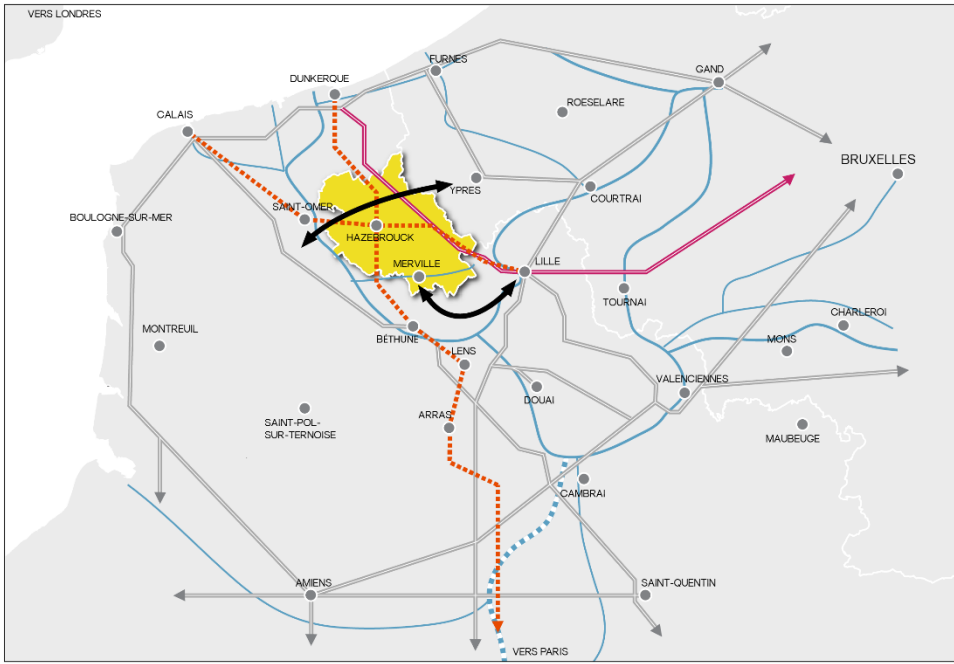 VERS LONDRES
FURNES
GAND
DUNKERQUE
ROESELARE
CALAIS
BRUXELLES
YPRES
COURTRAI
SAINT-OMER
BOULOGNE-SUR-MER
HAZEBROUCK
MERVILLE
LILLE
TOURNAI
CHARLEROI
MONTREUIL
BÉTHUNE
MONS
LENS
VALENCIENNES
DOUAI
ARRAS
SAINT-POL-
SUR-TERNOISE
MAUBEUGE
CAMBRAI
AMIENS
SAINT-QUENTIN
VERS PARIS